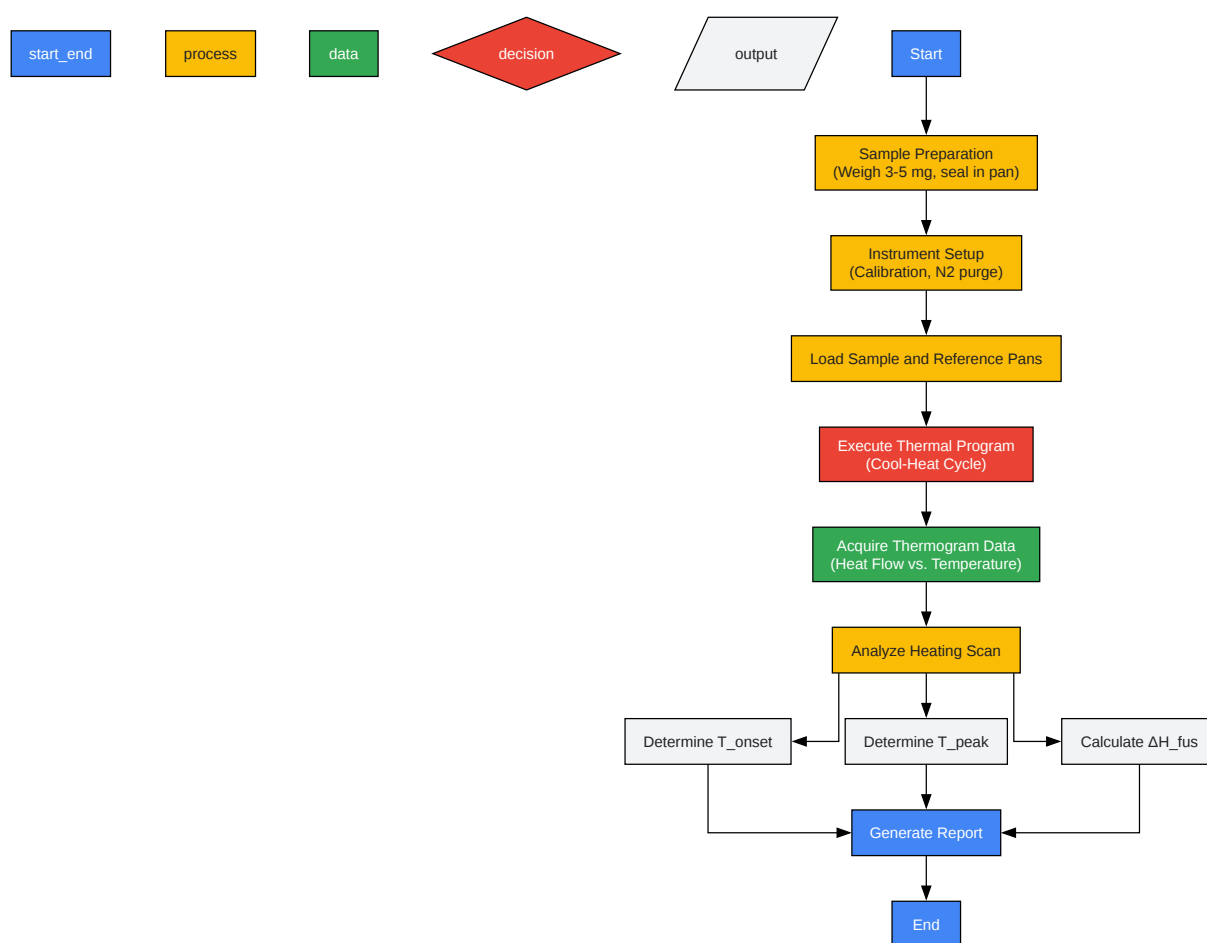 start_end
process
data
decision
output
Start
Sample Preparation
(Weigh 3-5 mg, seal in pan)
Instrument Setup
(Calibration, N2 purge)
Load Sample and Reference Pans
Execute Thermal Program
(Cool-Heat Cycle)
Acquire Thermogram Data
(Heat Flow vs. Temperature)
Analyze Heating Scan
Determine T_onset
Determine T_peak
Calculate ΔH_fus
Generate Report
End